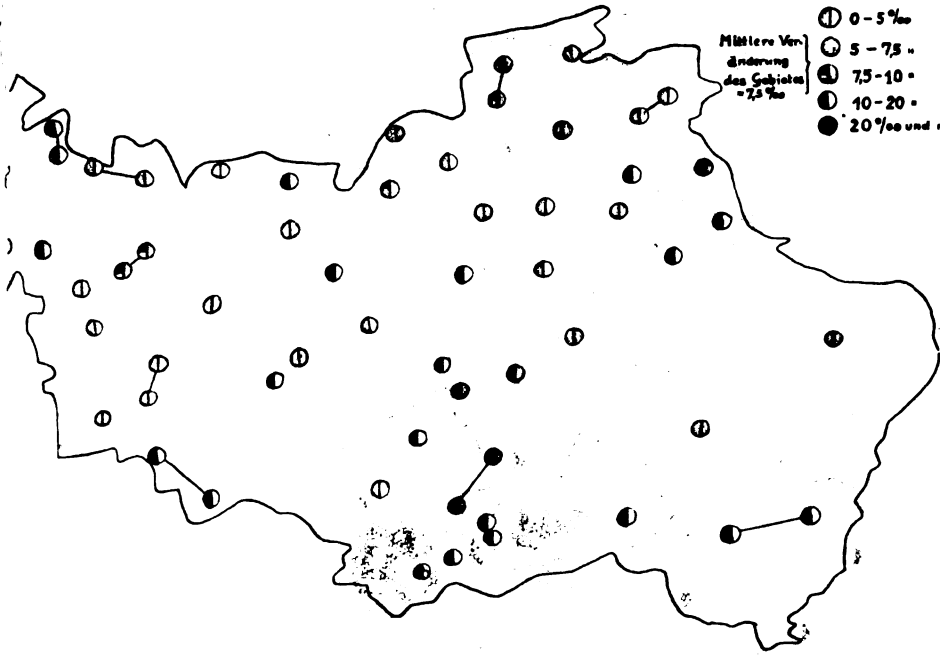 0-5‰
Mittlere Ver-
änderung
des Gebietes
=7,5‰
5-7,5 "
7,5-10 "
10-20 "
20‰ und